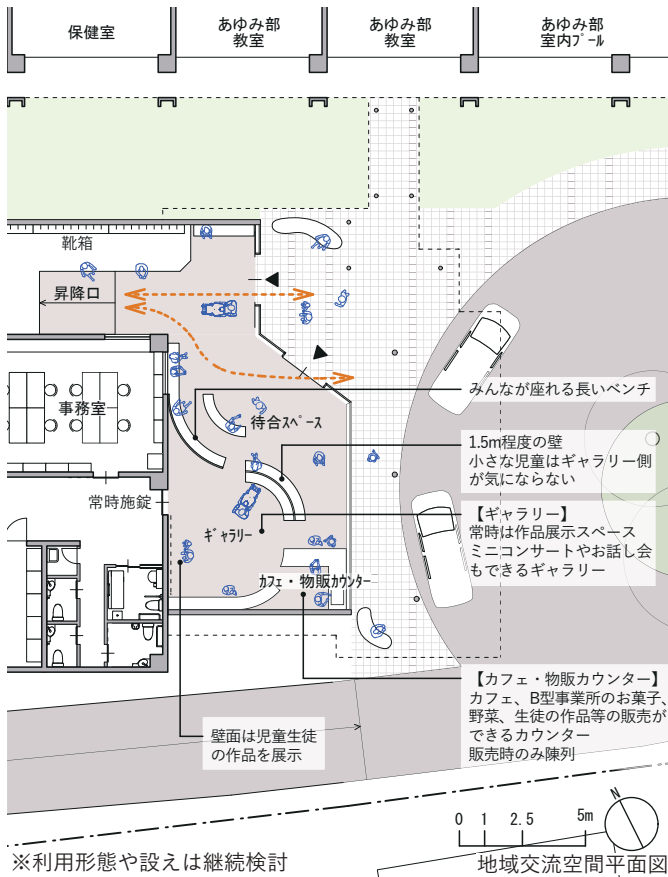 保健室
あゆみ部
教室
あゆみ部
教室
あゆみ部
室内プール
靴箱
昇降口
みんなが座れる長いベンチ
事務室
待合スペース
1.5m程度の壁
小さな児童はギャラリー側
が気にならない
常時施錠
ギャラリー
【ギャラリー】
常時は作品展示スペース
ミニコンサートやお話し会
もできるギャラリー
カフェ・物販カウンター
【カフェ・物販カウンター】
カフェ、B型事業所のお菓子、
野菜、生徒の作品等の販売が
できるカウンター
販売時のみ陳列
壁面は児童生徒
の作品を展示
N
0 1 2.5 5m
※利用形態や設えは継続検討
地域交流空間平面図